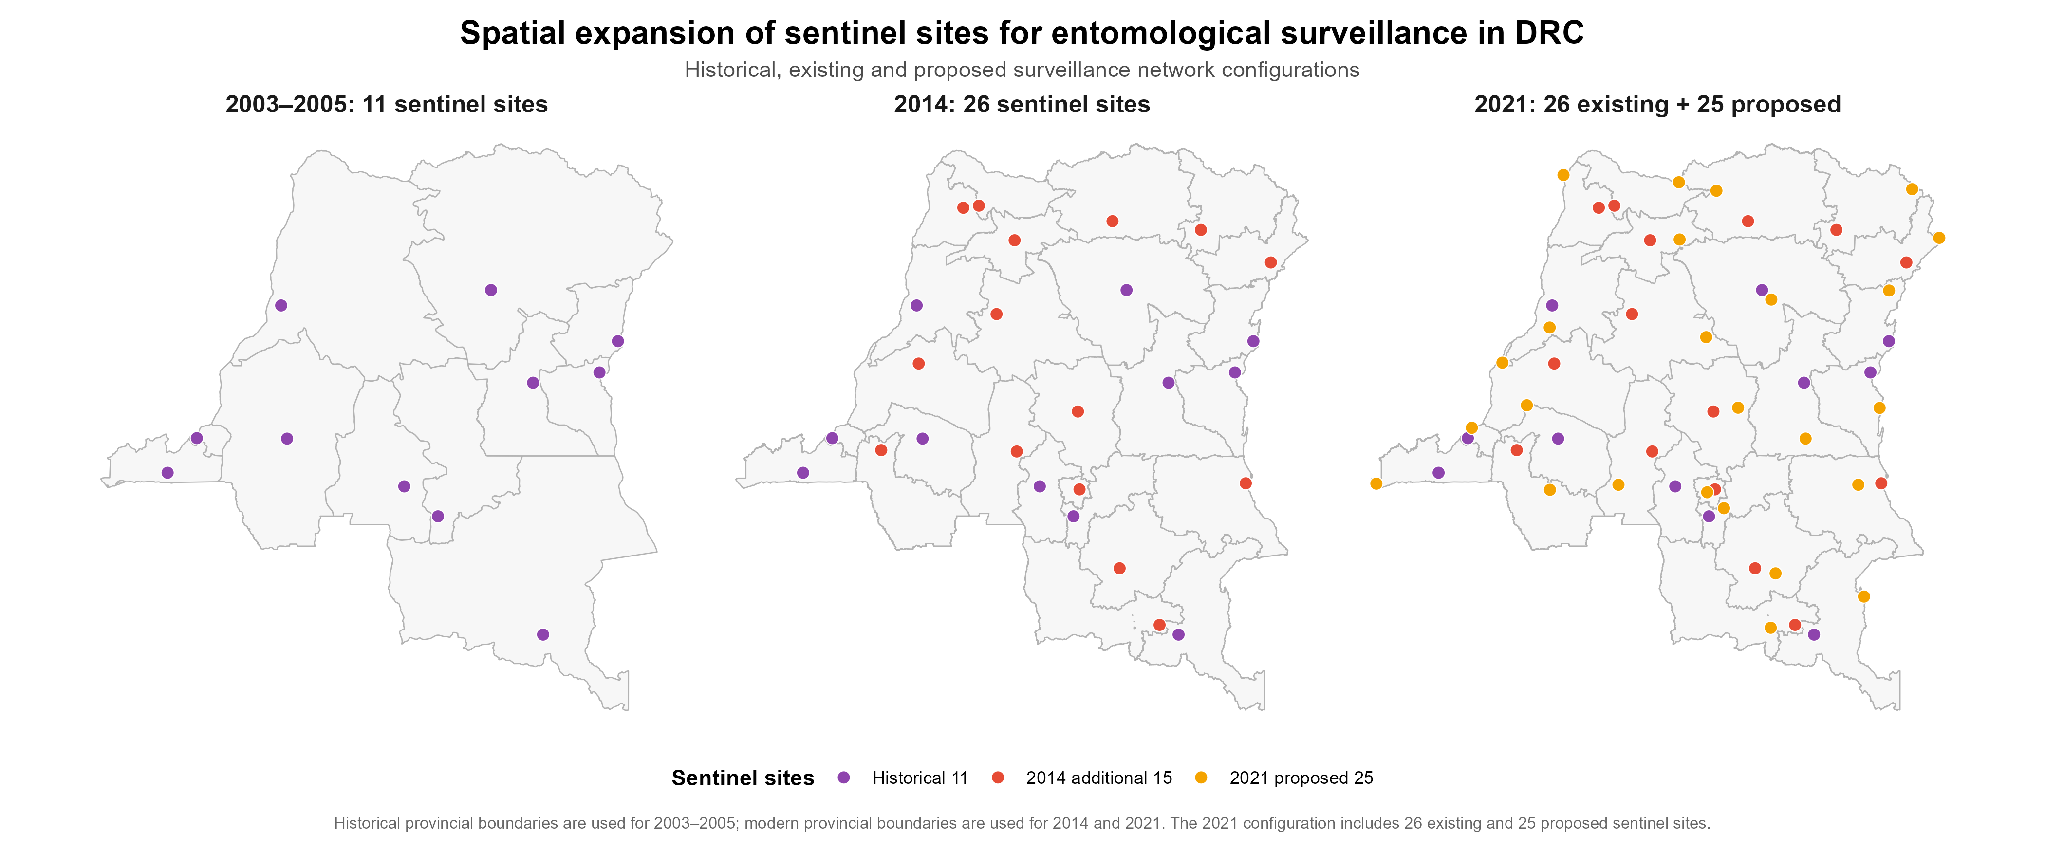 Spatial expansion of sentinel sites for entomological surveillance in DRC
Historical, existing and proposed surveillance network configurations
2003–2005: 11 sentinel sites
2014: 26 sentinel sites
2021: 26 existing + 25 proposed
Sentinel sites
Historical 11
2014 additional 15
2021 proposed 25
Historical provincial boundaries are used for 2003–2005; modern provincial boundaries are used for 2014 and 2021. The 2021 configuration includes 26 existing and 25 proposed sentinel sites.